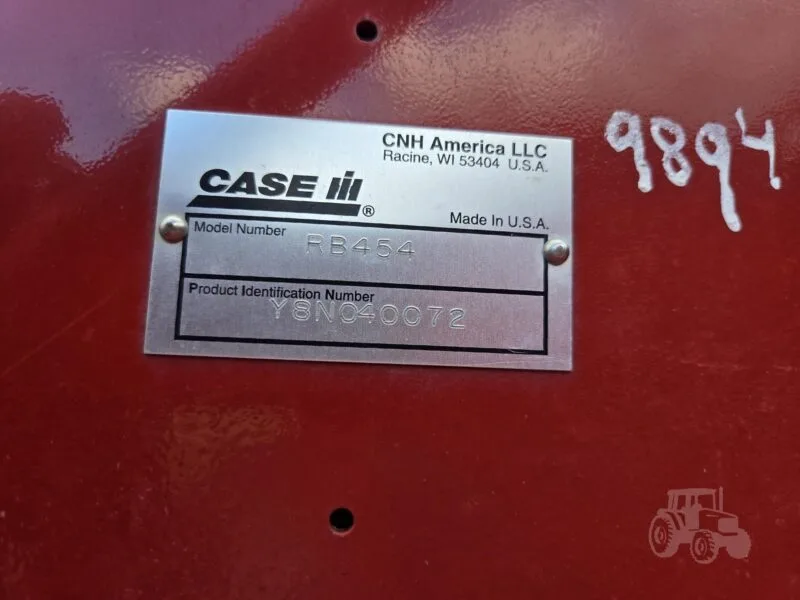 CNH America LLC
Racine, WI 53404 U.S.A.
CASE IH ®
Made in U.S.A.
Model Number
RB454
Product Identification Number
Y8N040072
9894